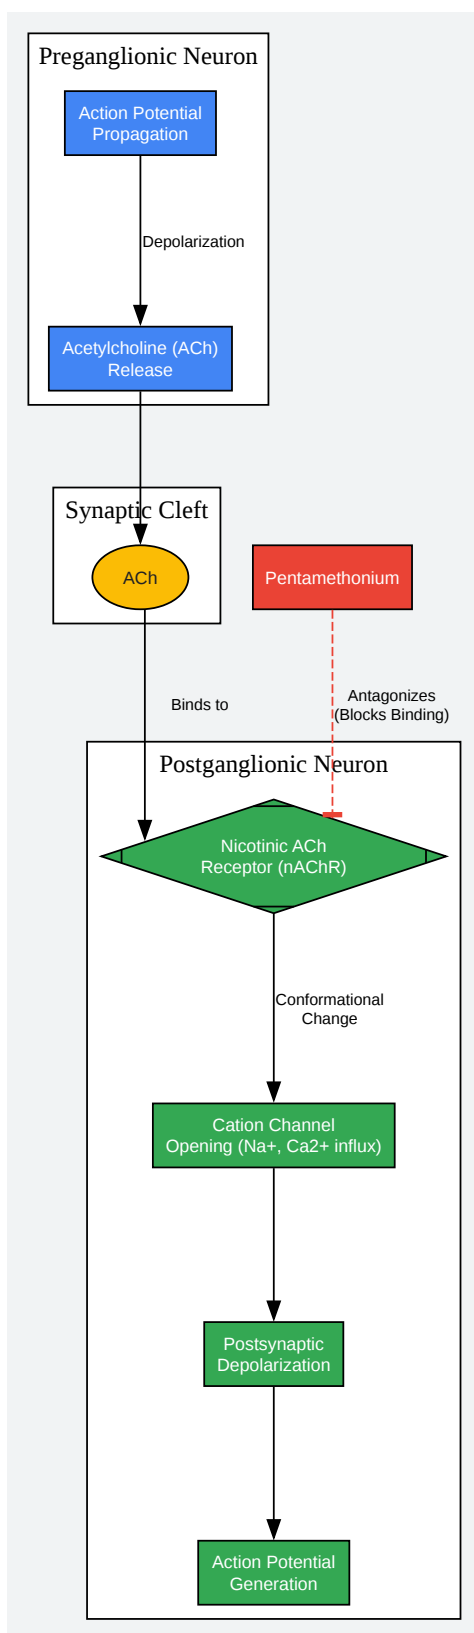 Preganglionic Neuron
Action Potential
Propagation
Depolarization
Acetylcholine (ACh)
Release
Synaptic Cleft
ACh
Pentamethonium
Binds to
Antagonizes
(Blocks Binding)
Postganglionic Neuron
Nicotinic ACh
Receptor (nAChR)
Conformational
Change
Cation Channel
Opening (Na+, Ca2+ influx)
Postsynaptic
Depolarization
Action Potential
Generation